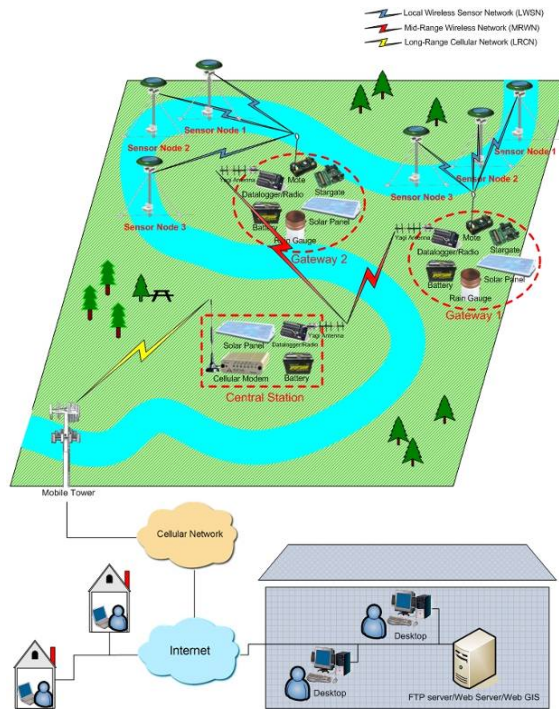 Local Wireless Sensor Network (LWSN)
Mid-Range Wireless Network (MRWN)
Long-Range Cellular Network (LRCN)
Sensor Node 1
Sensor Node 2
Sensor Node 3
Sensor Node 1
Sensor Node 2
Sensor Node 3
Mote
Datalogger/Radio
Stargate
Solar Panel
Battery
Rain Gauge
Gateway 2
Yagi Antenna
Mote
Datalogger/Radio
Stargate
Battery
Solar Panel
Rain Gauge
Gateway 1
Solar Panel
Datalogger/Radio
Yagi Antenna
Cellular Modem
Battery
Central Station
Mobile Tower
Cellular Network
Internet
Desktop
Desktop
FTP server/Web Server/Web GIS